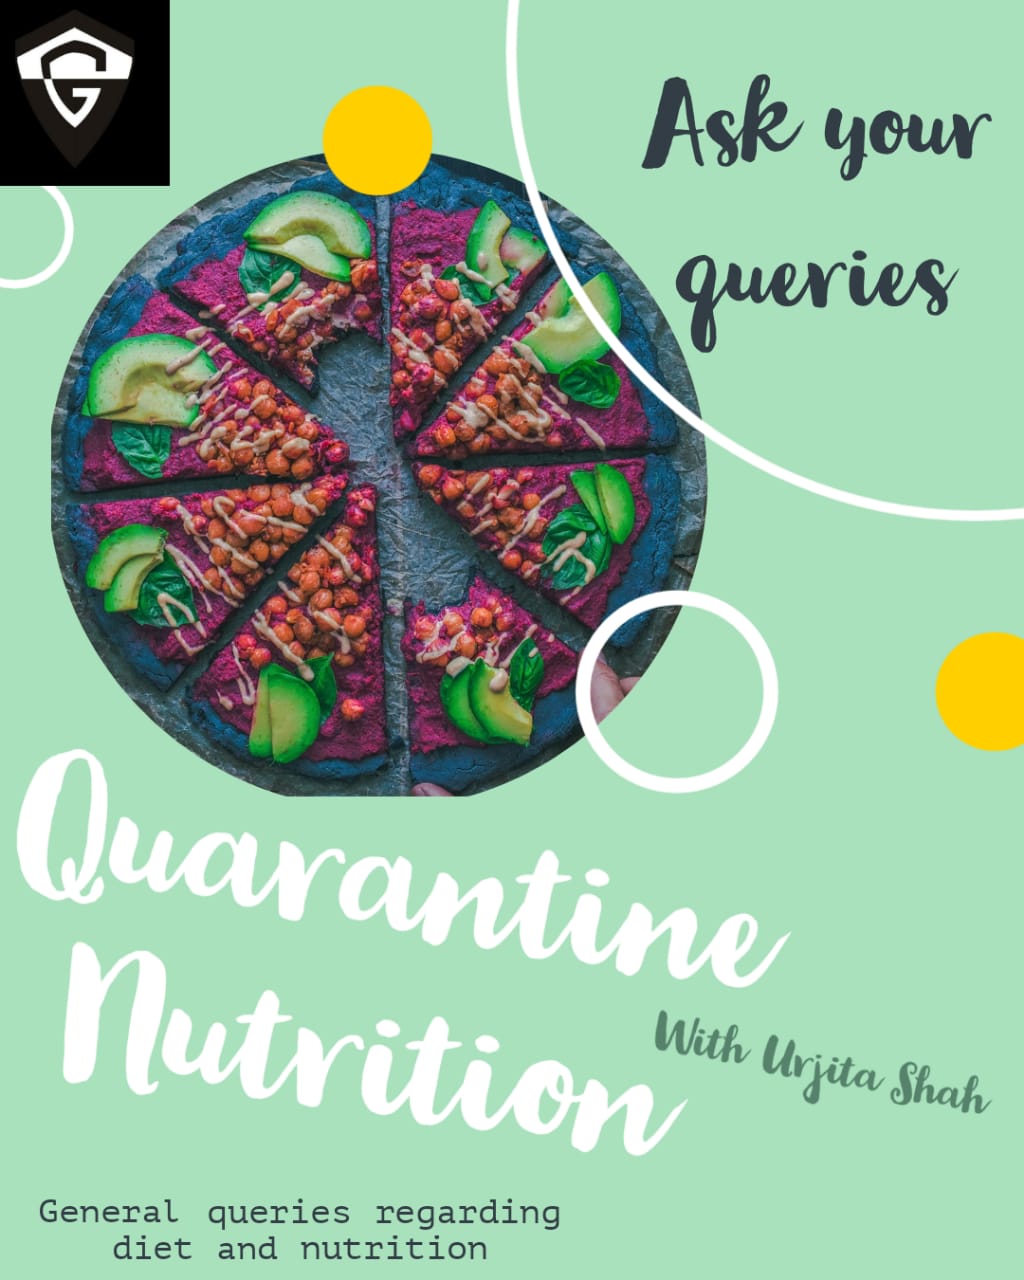 Ask your
queries
Quarantine
Nutrition
With Urjita Shah
General queries regarding
diet and nutrition